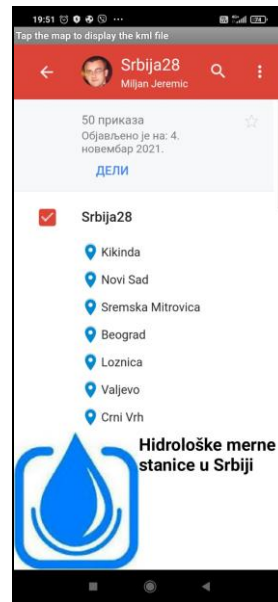 19:51
Tap the map to display the kml file
Srbija28
Miljan Jeremic
50 приказа
Објављено је на: 4.
новембар 2021.
ДЕЛИ
Srbija28
Kikinda
Novi Sad
Sremska Mitrovica
Beograd
Loznica
Valjevo
Crni Vrh
Hidrološke merne
stanice u Srbiji